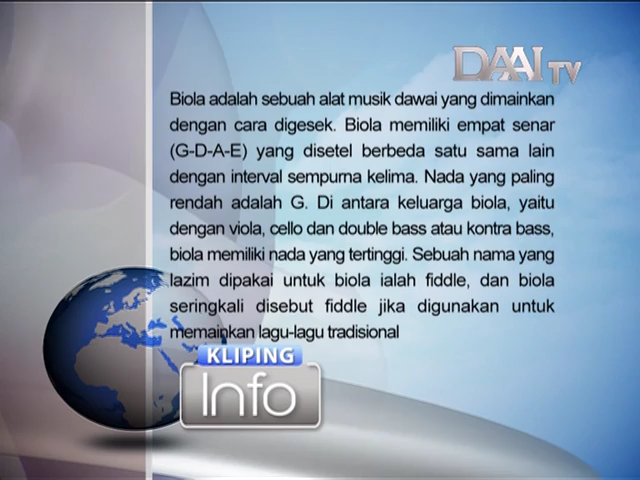 DAAI TV
Biola adalah sebuah alat musik dawai yang dimainkan
dengan cara digesek. Biola memiliki empat senar
(G-D-A-E) yang disetel berbeda satu sama lain
dengan interval sempurna kelima. Nada yang paling
rendah adalah G. Di antara keluarga biola, yaitu
dengan viola, cello dan double bass atau kontra bass,
biola memiliki nada yang tertinggi. Sebuah nama yang
lazim dipakai untuk biola ialah fiddle, dan biola
seringkali disebut fiddle jika digunakan untuk
memainkan lagu-lagu tradisional
KLIPING
Info